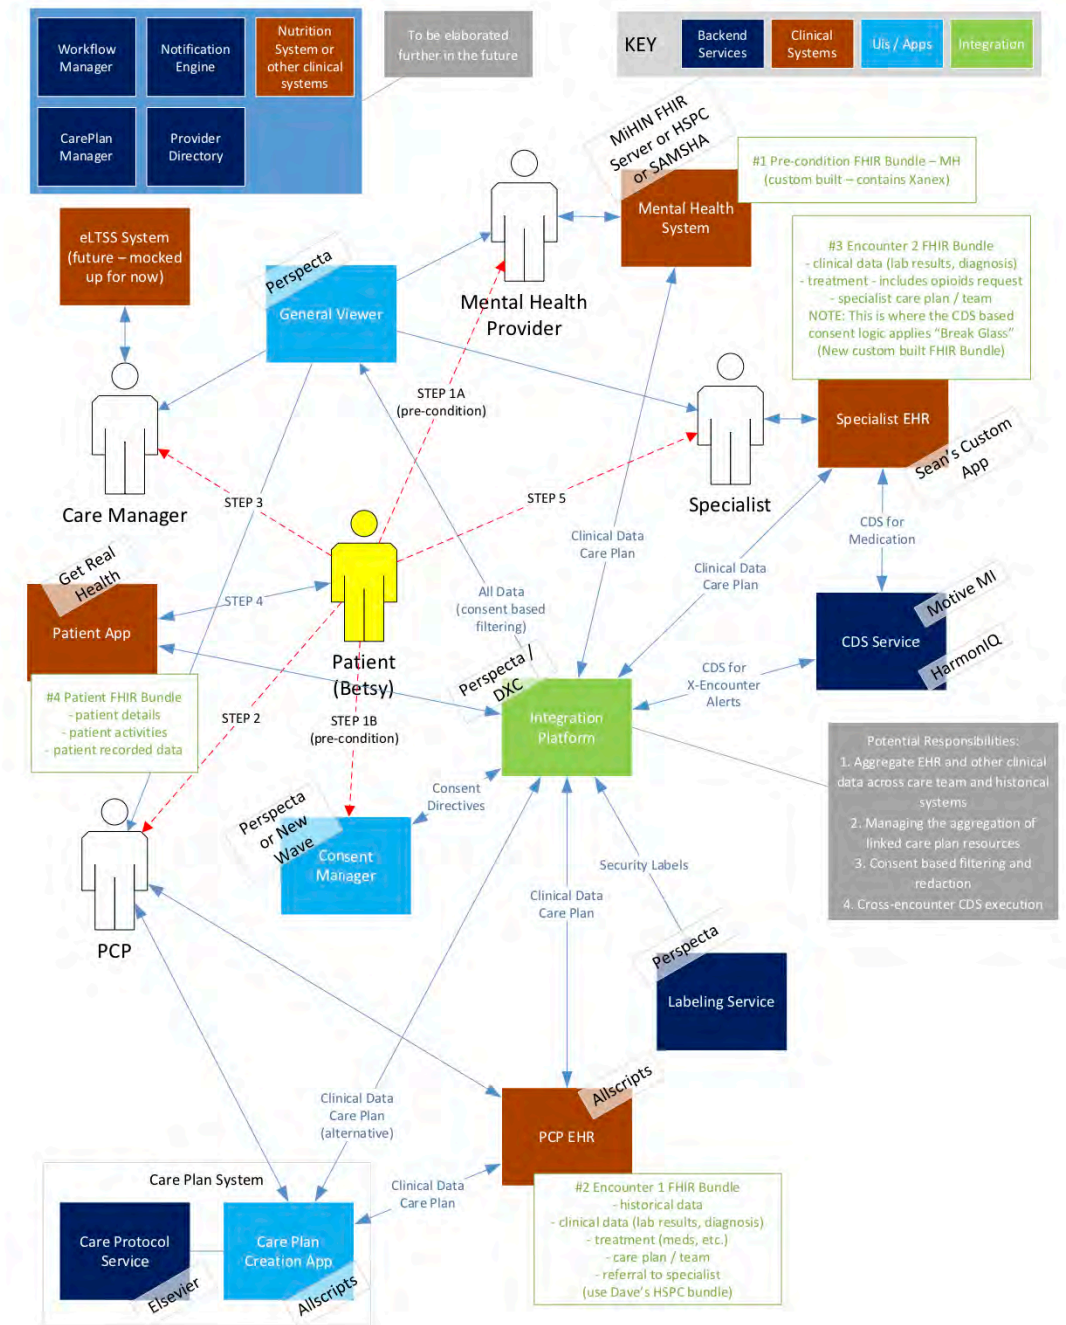 Workflow
Manager
Notification
Engine
Nutrition
System or
other clinical
systems
CarePlan
Manager
Provider
Directory
To be elaborated
further in the future
KEY
Backend
Services
Clinical
Systems
Uis / Apps
Integration
MiHIN FHIR
Server or HSPC
or SAMSHA
Mental Health
System
#1 Pre-condition FHIR Bundle – MH
(custom built – contains Xanex)
eLTSS System
(future – mocked
up for now)
Perspecta
General Viewer
Mental Health
Provider
#3 Encounter 2 FHIR Bundle
- clinical data (lab results, diagnosis)
- treatment - includes opioids request
- specialist care plan / team
NOTE: This is where the CDS based
consent logic applies “Break Glass”
(New custom built FHIR Bundle)
STEP 1A
(pre-condition)
Specialist EHR
Sean's Custom
App
Care Manager
STEP 3
STEP 5
Specialist
CDS for
Medication
Clinical Data
Care Plan
Clinical Data
Care Plan
Get Real
Health
Patient App
STEP 4
All Data
(consent based
filtering)
Motive MI
CDS Service
HarmonIQ
Patient
(Betsy)
Perspecta /
DXC
Integration
Platform
CDS for
X-Encounter
Alerts
#4 Patient FHIR Bundle
- patient details
- patient activities
- patient recorded data
STEP 2
STEP 1B
(pre-condition)
Potential Responsibilities:
1. Aggregate EHR and other clinical
data across care team and historical
systems
2. Managing the aggregation of
linked care plan resources
3. Consent based filtering and
redaction
4. Cross-encounter CDS execution
Consent
Directives
Perspecta
or New
Wave
Consent
Manager
Security Labels
Clinical Data
Care Plan
PCP
Perspecta
Labeling Service
Allscripts
PCP EHR
Clinical Data
Care Plan
(alternative)
Clinical Data
Care Plan
#2 Encounter 1 FHIR Bundle
- historical data
- clinical data (lab results, diagnosis)
- treatment (meds, etc.)
- care plan / team
- referral to specialist
(use Dave's HSPC bundle)
Care Plan System
Care Protocol
Service
Elsevier
Care Plan
Creation App
Allscripts